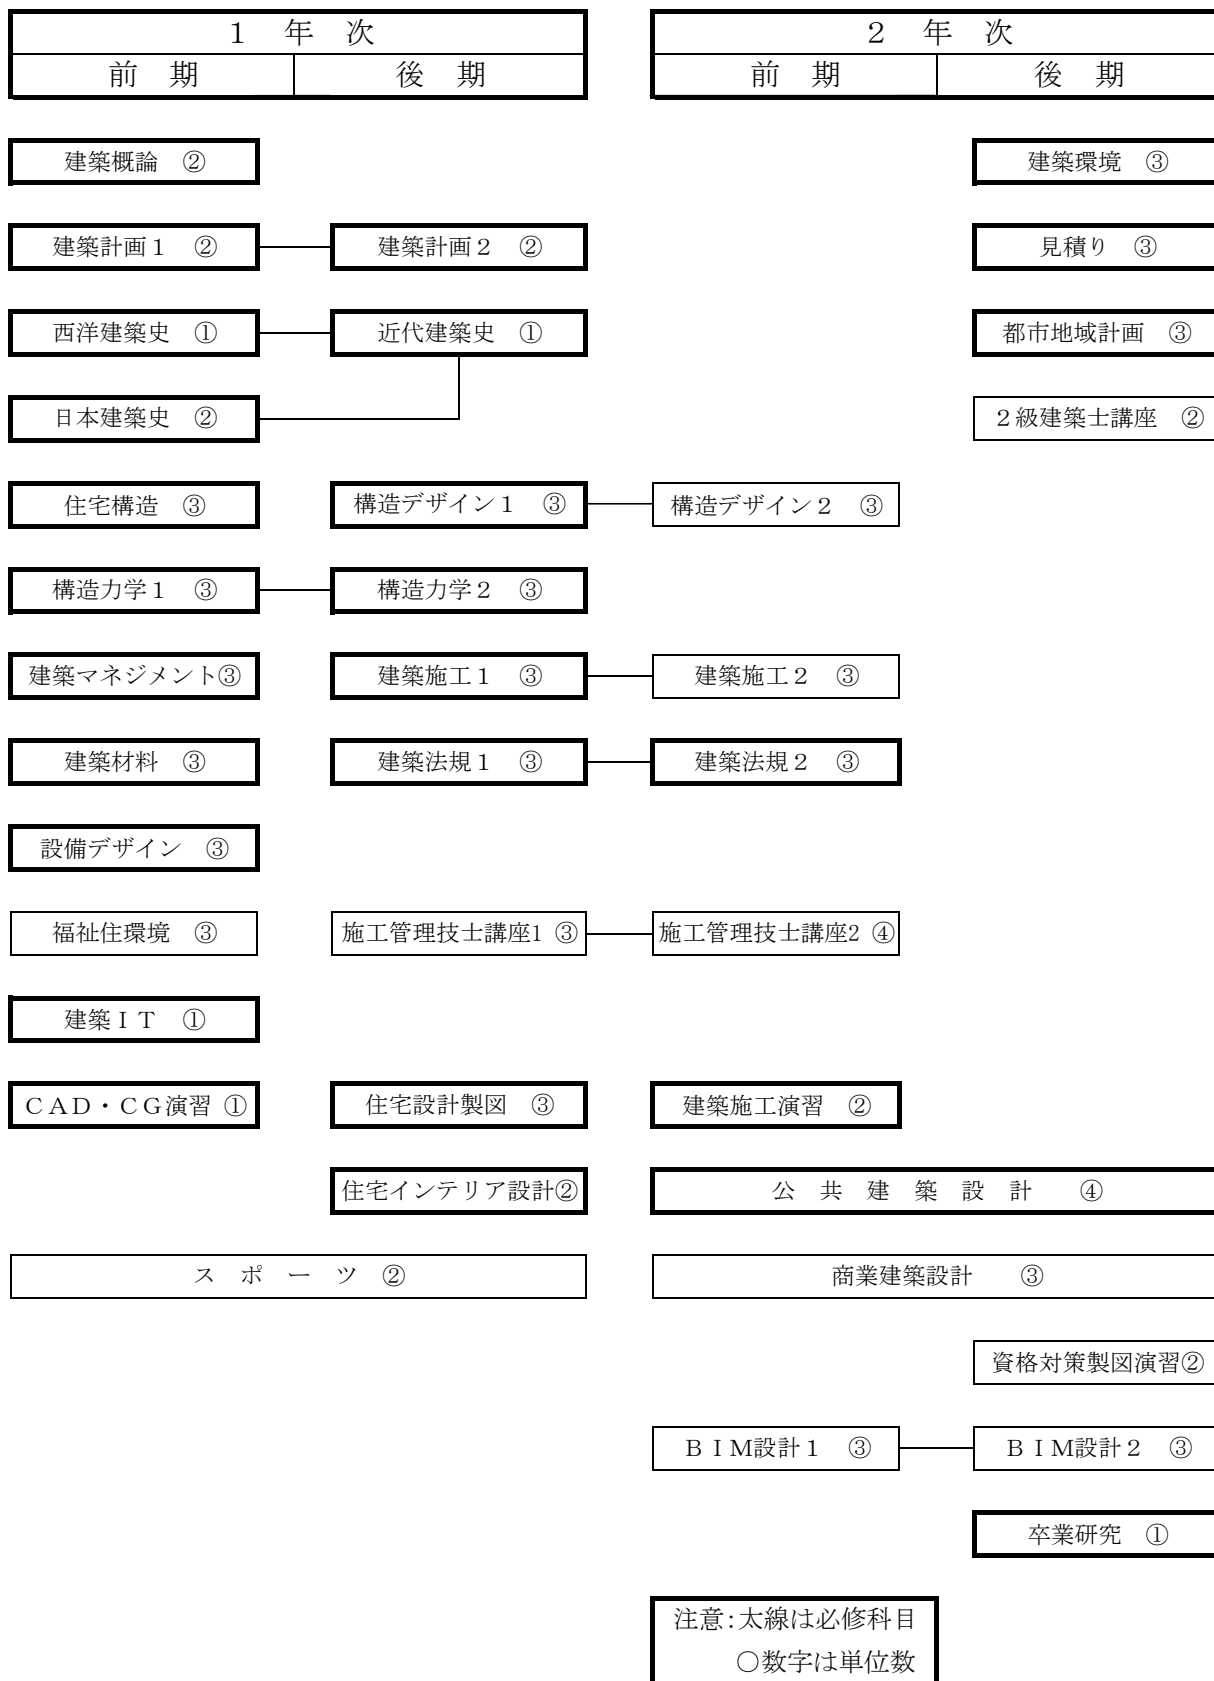 １　年　次
２　年　次
前　期
後　期
前　期
後　期
建築概論　②
建築環境　③
建築計画１　②
建築計画２　②
見積り　③
西洋建築史　①
近代建築史　①
都市地域計画　③
日本建築史　②
２級建築士講座　②
住宅構造　③
構造デザイン１　③
構造デザイン２　③
構造力学１　③
構造力学２　③
建築マネジメント③
建築施工１　③
建築施工２　③
建築材料　③
建築法規１　③
建築法規２　③
設備デザイン　③
福祉住環境　③
施工管理技士講座1 ③
施工管理技士講座2 ④
建築ＩＴ　①
ＣＡＤ・ＣＧ演習 ①
住宅設計製図　③
建築施工演習　②
住宅インテリア設計②
公　共　建　築　設　計　　④
ス　ポ　ー　ツ　②
商業建築設計　　③
資格対策製図演習②
ＢＩＭ設計１　③
ＢＩＭ設計２　③
卒業研究　①
注意:太線は必修科目
○数字は単位数